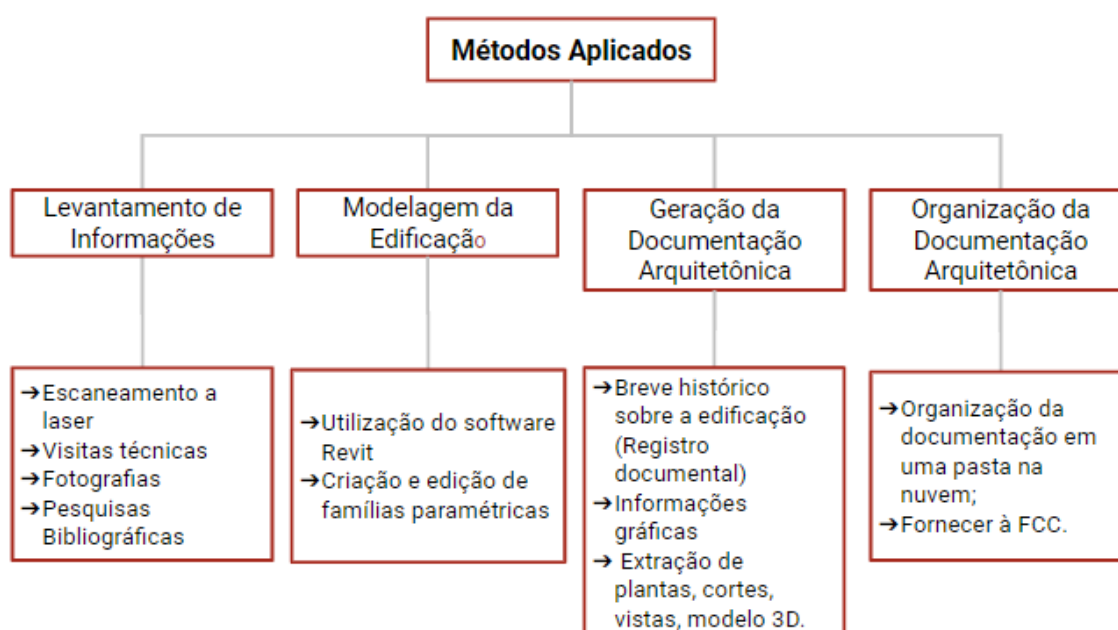 Métodos Aplicados
Levantamento de
Informações
Modelagem da
Edificação
Geração da
Documentação
Arquitetônica
Organização da
Documentação
Arquitetônica
➔Escaneamento a
laser
➔Visitas técnicas
➔Fotografias
➔Pesquisas
Bibliográficas
➔Utilização do software
Revit
➔Criação e edição de
famílias paramétricas
➔Breve histórico
sobre a edificação
(Registro
documental)
➔Informações
gráficas
➔ Extração de
plantas, cortes,
vistas, modelo 3D.
➔Organização da
documentação em
uma pasta na
nuvem;
➔Fornecer à FCC.